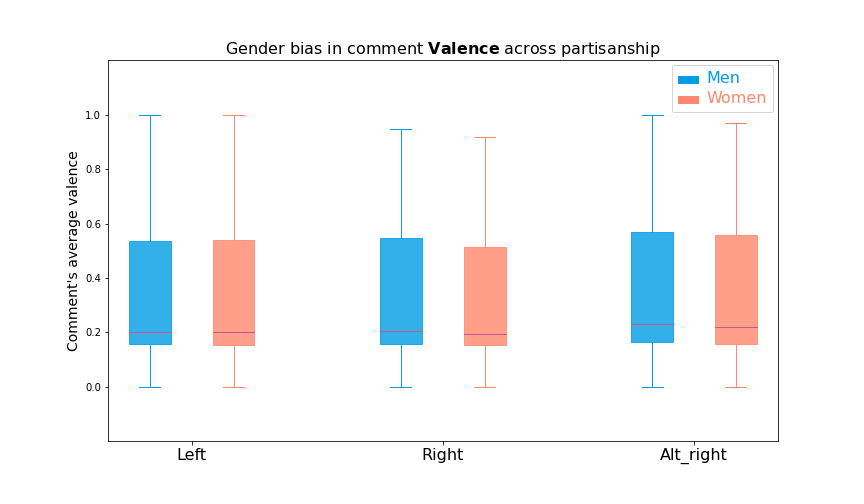 Gender bias in comment Valence across partisanship
Men
Women
Comment's average valence
1.0
0.8
0.6
0.4
0.2
0.0
Left
Right
Alt_right